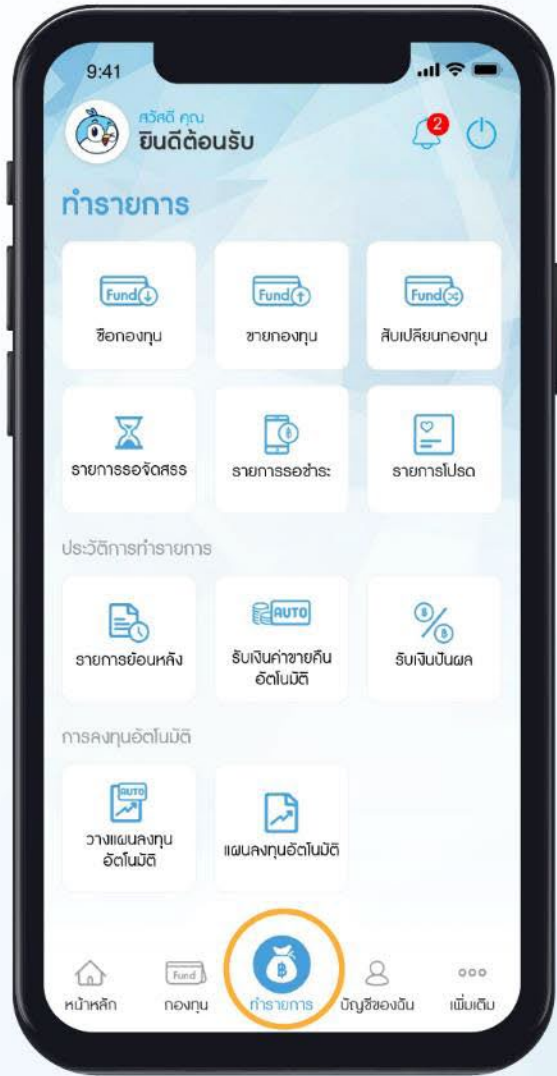 9:41
สวัสดี คุณ
2
ยินดีต้อนรับ
ทำรายการ
Fund
Fund
Fund
ซื้อกองทุน
ขายกองทุน
สับเปลี่ยนกองทุน
รายการรอจัดสรร
รายการรอชำระ
รายการโปรด
ประวัติการทำรายการ
AUTO
รายการย้อนหลัง
รับเงินค่าขายคืน
อัตโนมัติ
รับเงินปันผล
การลงทุนอัตโนมัติ
AUTO
วางแผนลงทุน
อัตโนมัติ
แผนลงทุนอัตโนมัติ
Fund
หน้าหลัก
กองทุน
ทำรายการ
บัญชีของฉัน
เพิ่มเติม